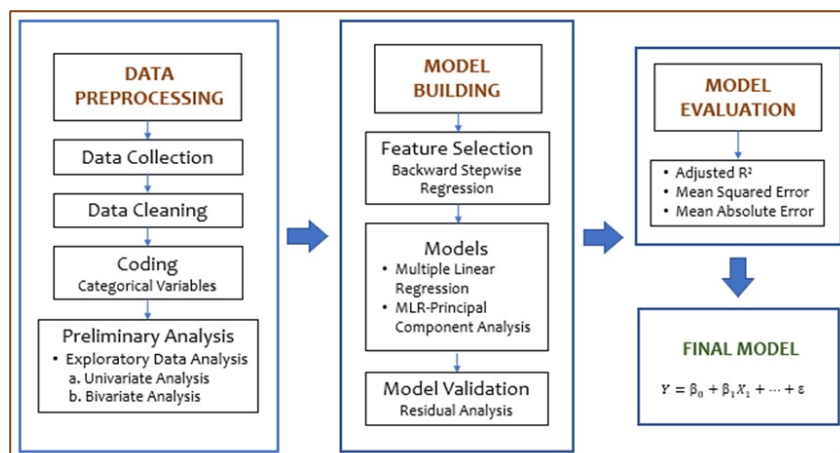 DATA
PREPROCESSING
Data Collection
Data Cleaning
Coding
Categorical Variables
Preliminary Analysis
• Exploratory Data Analysis
a. Univariate Analysis
b. Bivariate Analysis
MODEL
BUILDING
Feature Selection
Backward Stepwise
Regression
Models
• Multiple Linear
Regression
• MLR-Principal
Component Analysis
Model Validation
Residual Analysis
MODEL
EVALUATION
• Adjusted R²
• Mean Squared Error
• Mean Absolute Error
FINAL MODEL
Y = β₀ + β₁X₁ + ⋯ + ε